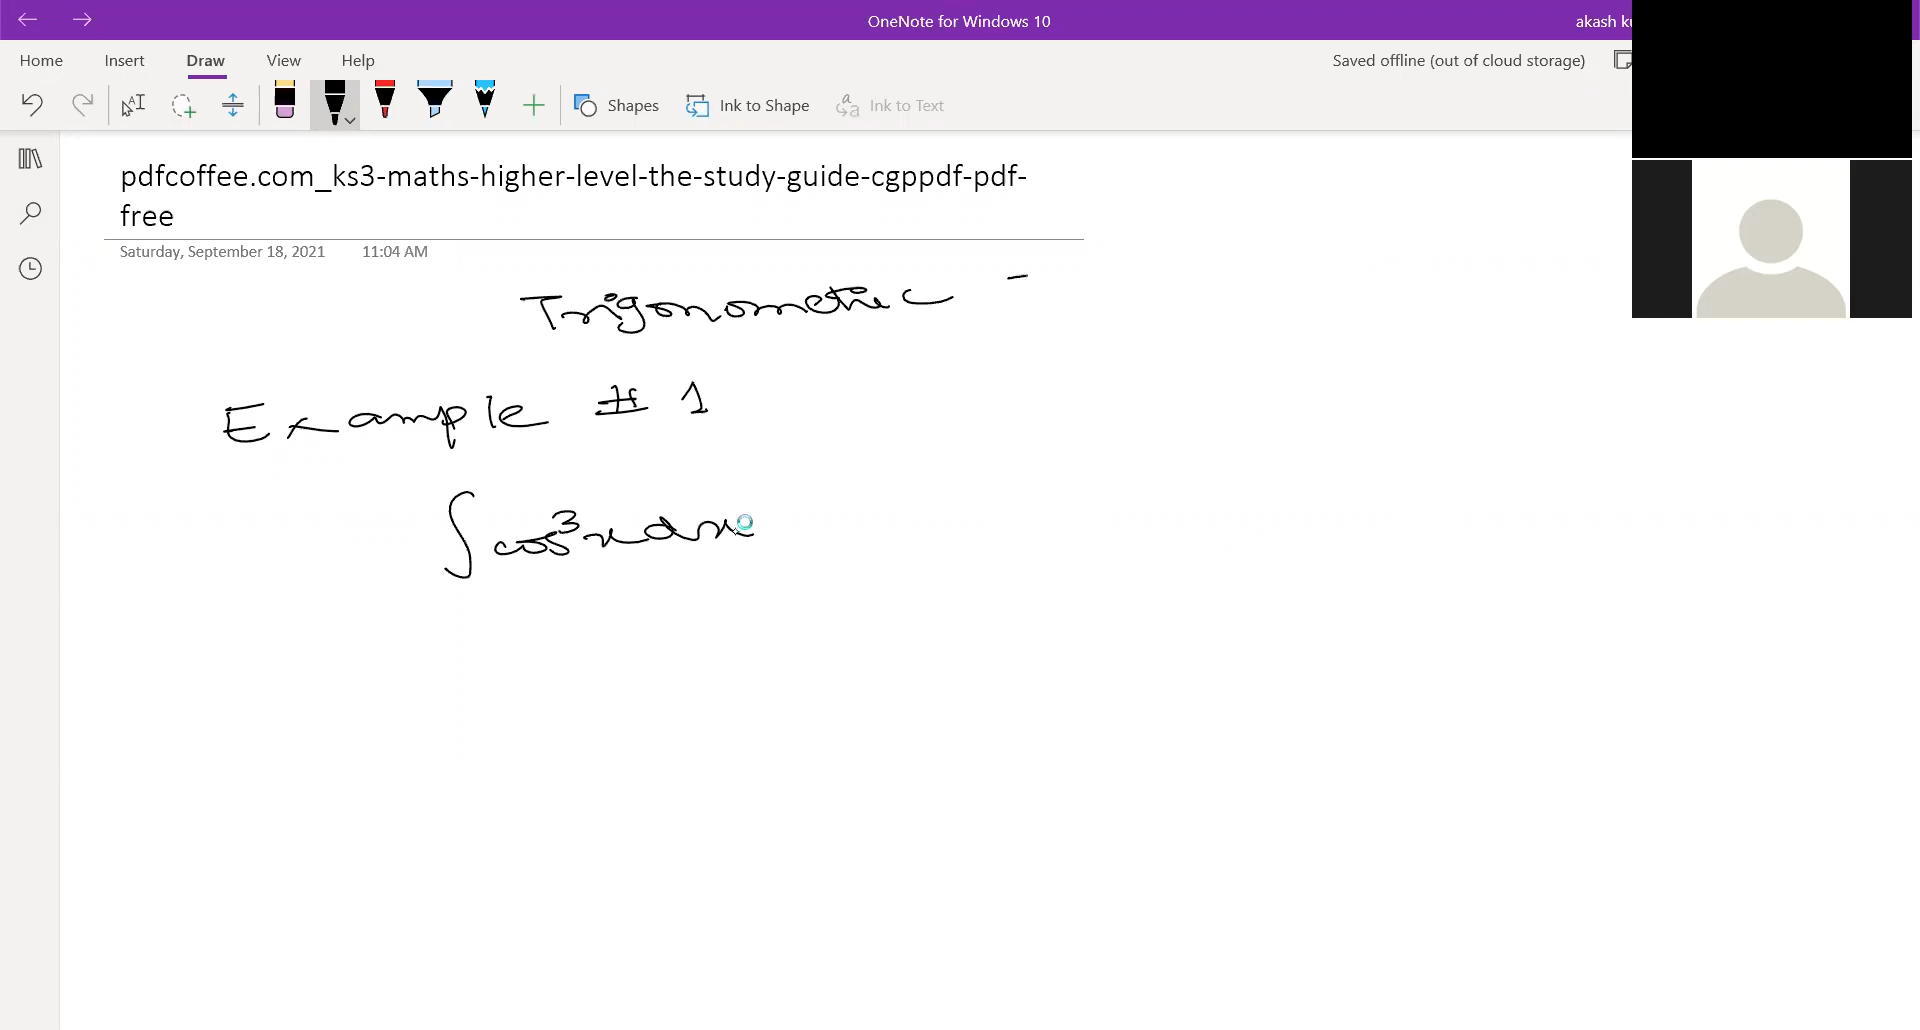 OneNote for Windows 10
akash ku
Home Insert Draw View Help
Saved offline (out of cloud storage)
Shapes Ink to Shape Ink to Text
pdfcoffee.com_ks3-maths-higher-level-the-study-guide-cgppdf-pdf-
free
Saturday, September 18, 2021 11:04 AM
Trigonometric -
Example # 1
∫cos³x dx